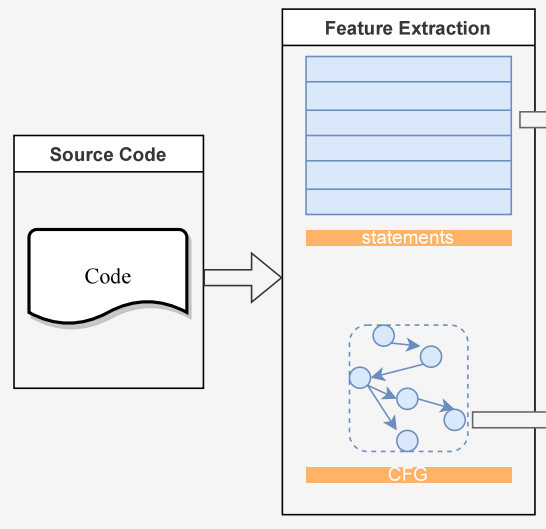 Feature Extraction
Source Code
Code
statements
CFG